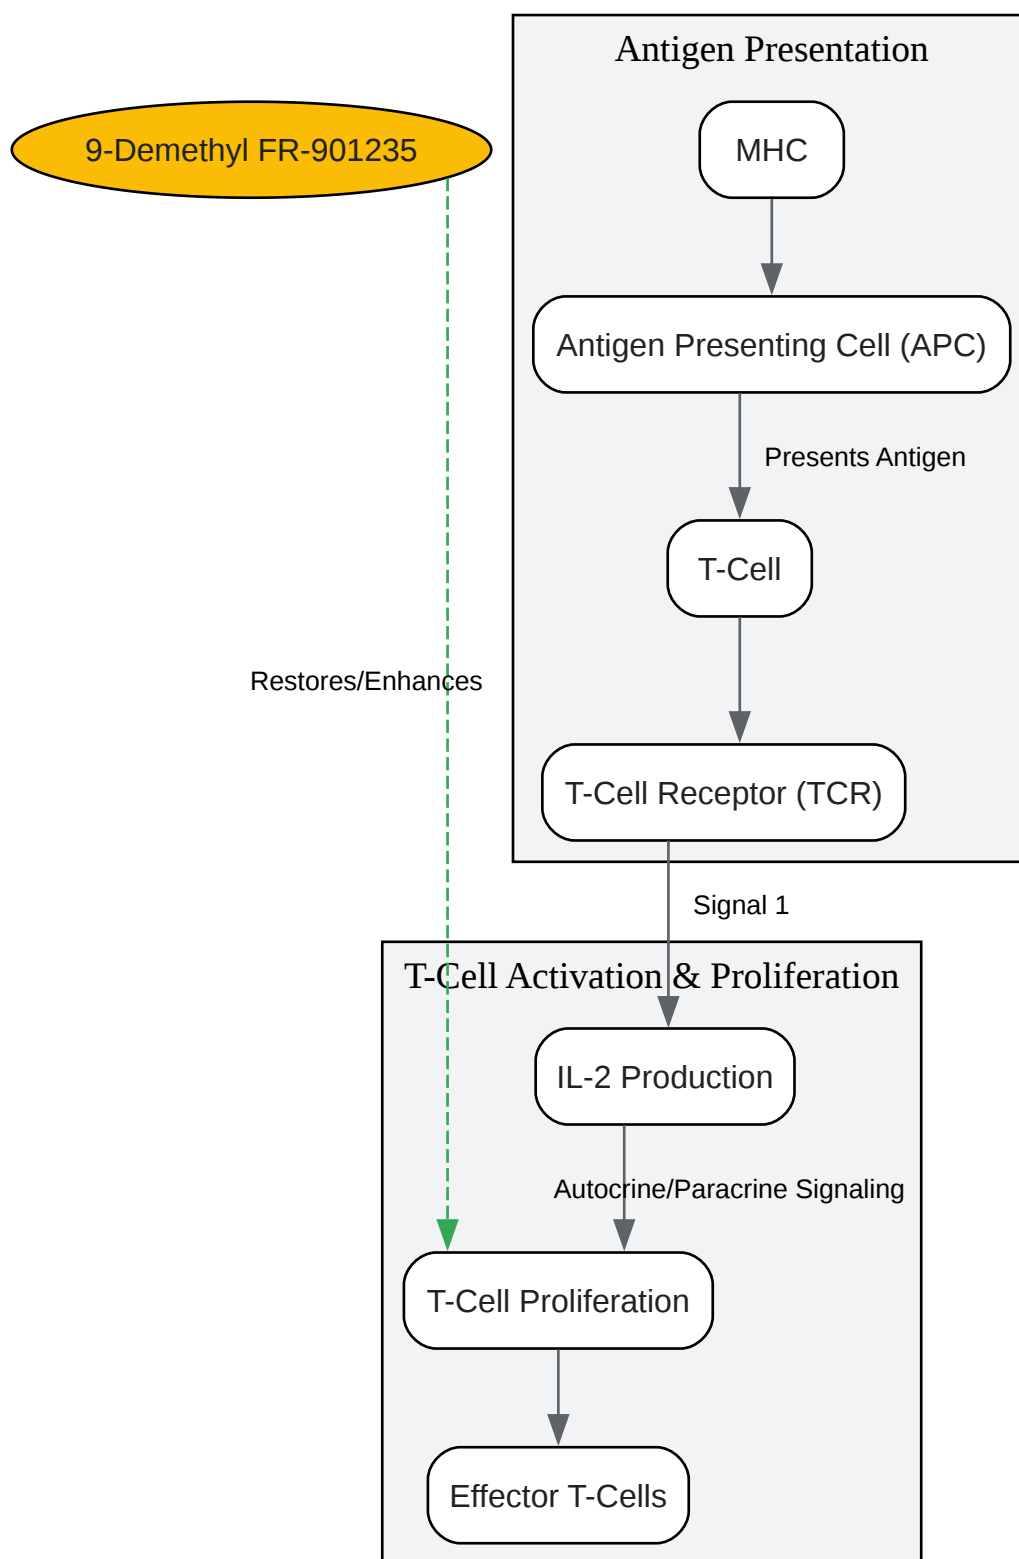 Antigen Presentation
9-Demethyl FR-901235
MHC
Antigen Presenting Cell (APC)
Presents Antigen
T-Cell
Restores/Enhances
T-Cell Receptor (TCR)
Signal 1
T-Cell Activation & Proliferation
IL-2 Production
Autocrine/Paracrine Signaling
T-Cell Proliferation
Effector T-Cells